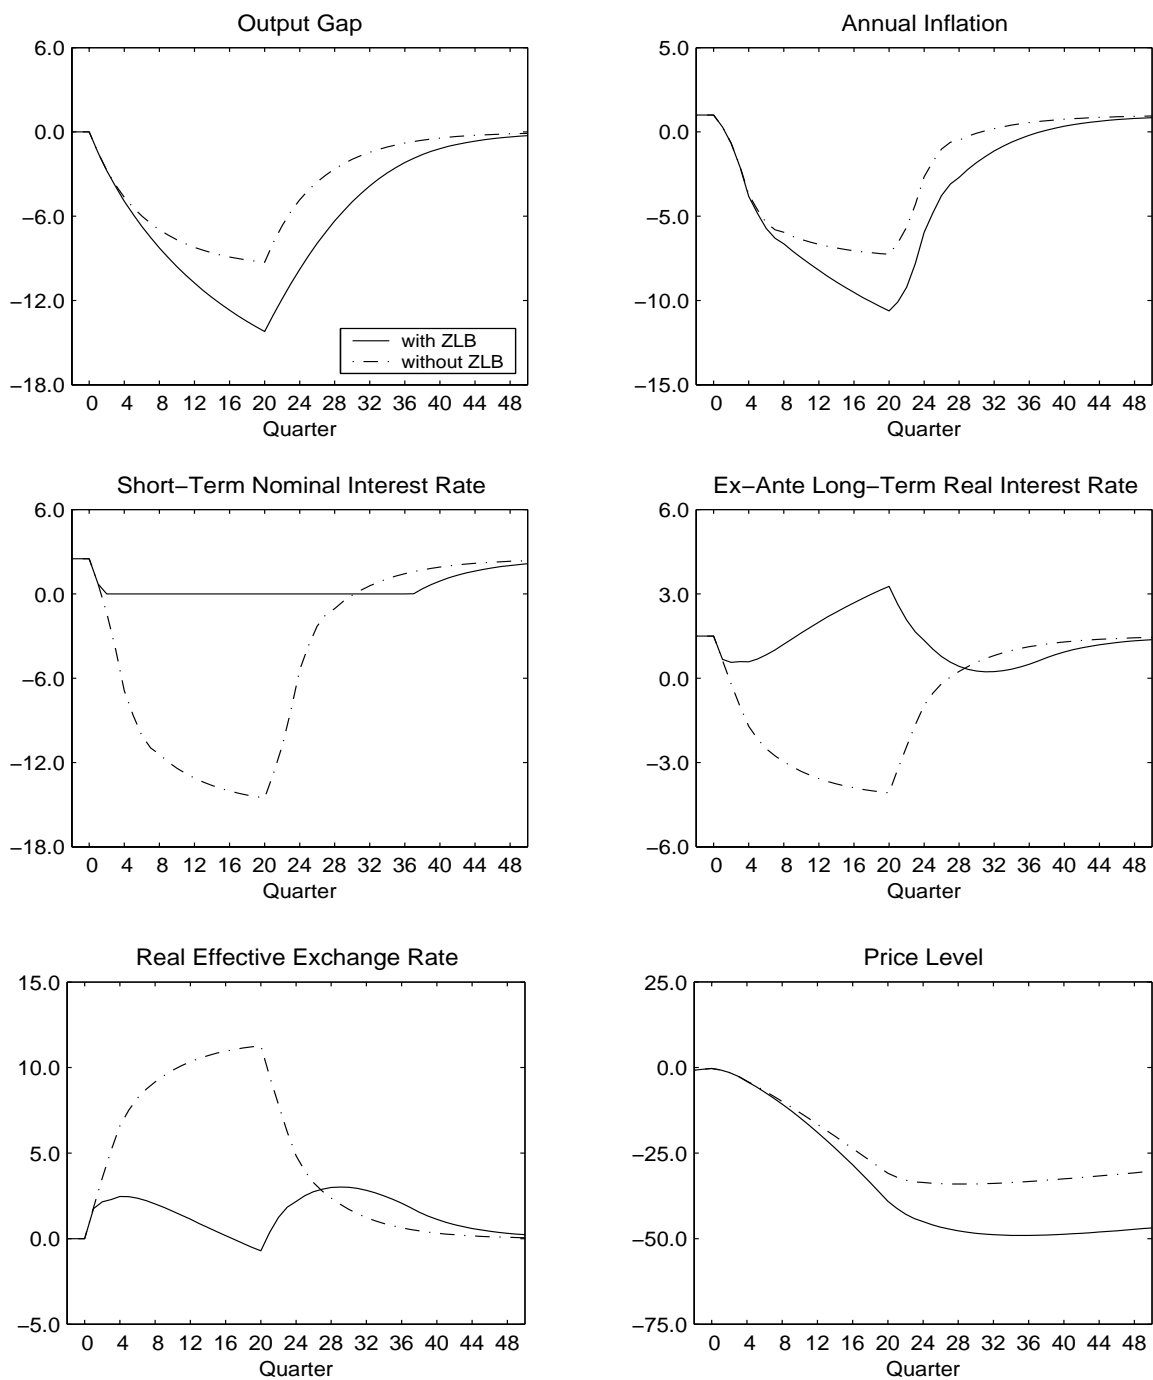 Output Gap
6.0
0.0
−6.0
−12.0
−18.0
with ZLB
without ZLB
0 4 8 12 16 20 24 28 32 36 40 44 48
Quarter
Annual Inflation
5.0
0.0
−5.0
−10.0
−15.0
0 4 8 12 16 20 24 28 32 36 40 44 48
Quarter
Short−Term Nominal Interest Rate
6.0
0.0
−6.0
−12.0
−18.0
0 4 8 12 16 20 24 28 32 36 40 44 48
Quarter
Ex−Ante Long−Term Real Interest Rate
6.0
3.0
0.0
−3.0
−6.0
0 4 8 12 16 20 24 28 32 36 40 44 48
Quarter
Real Effective Exchange Rate
15.0
10.0
5.0
0.0
−5.0
0 4 8 12 16 20 24 28 32 36 40 44 48
Quarter
Price Level
25.0
0.0
−25.0
−50.0
−75.0
0 4 8 12 16 20 24 28 32 36 40 44 48
Quarter